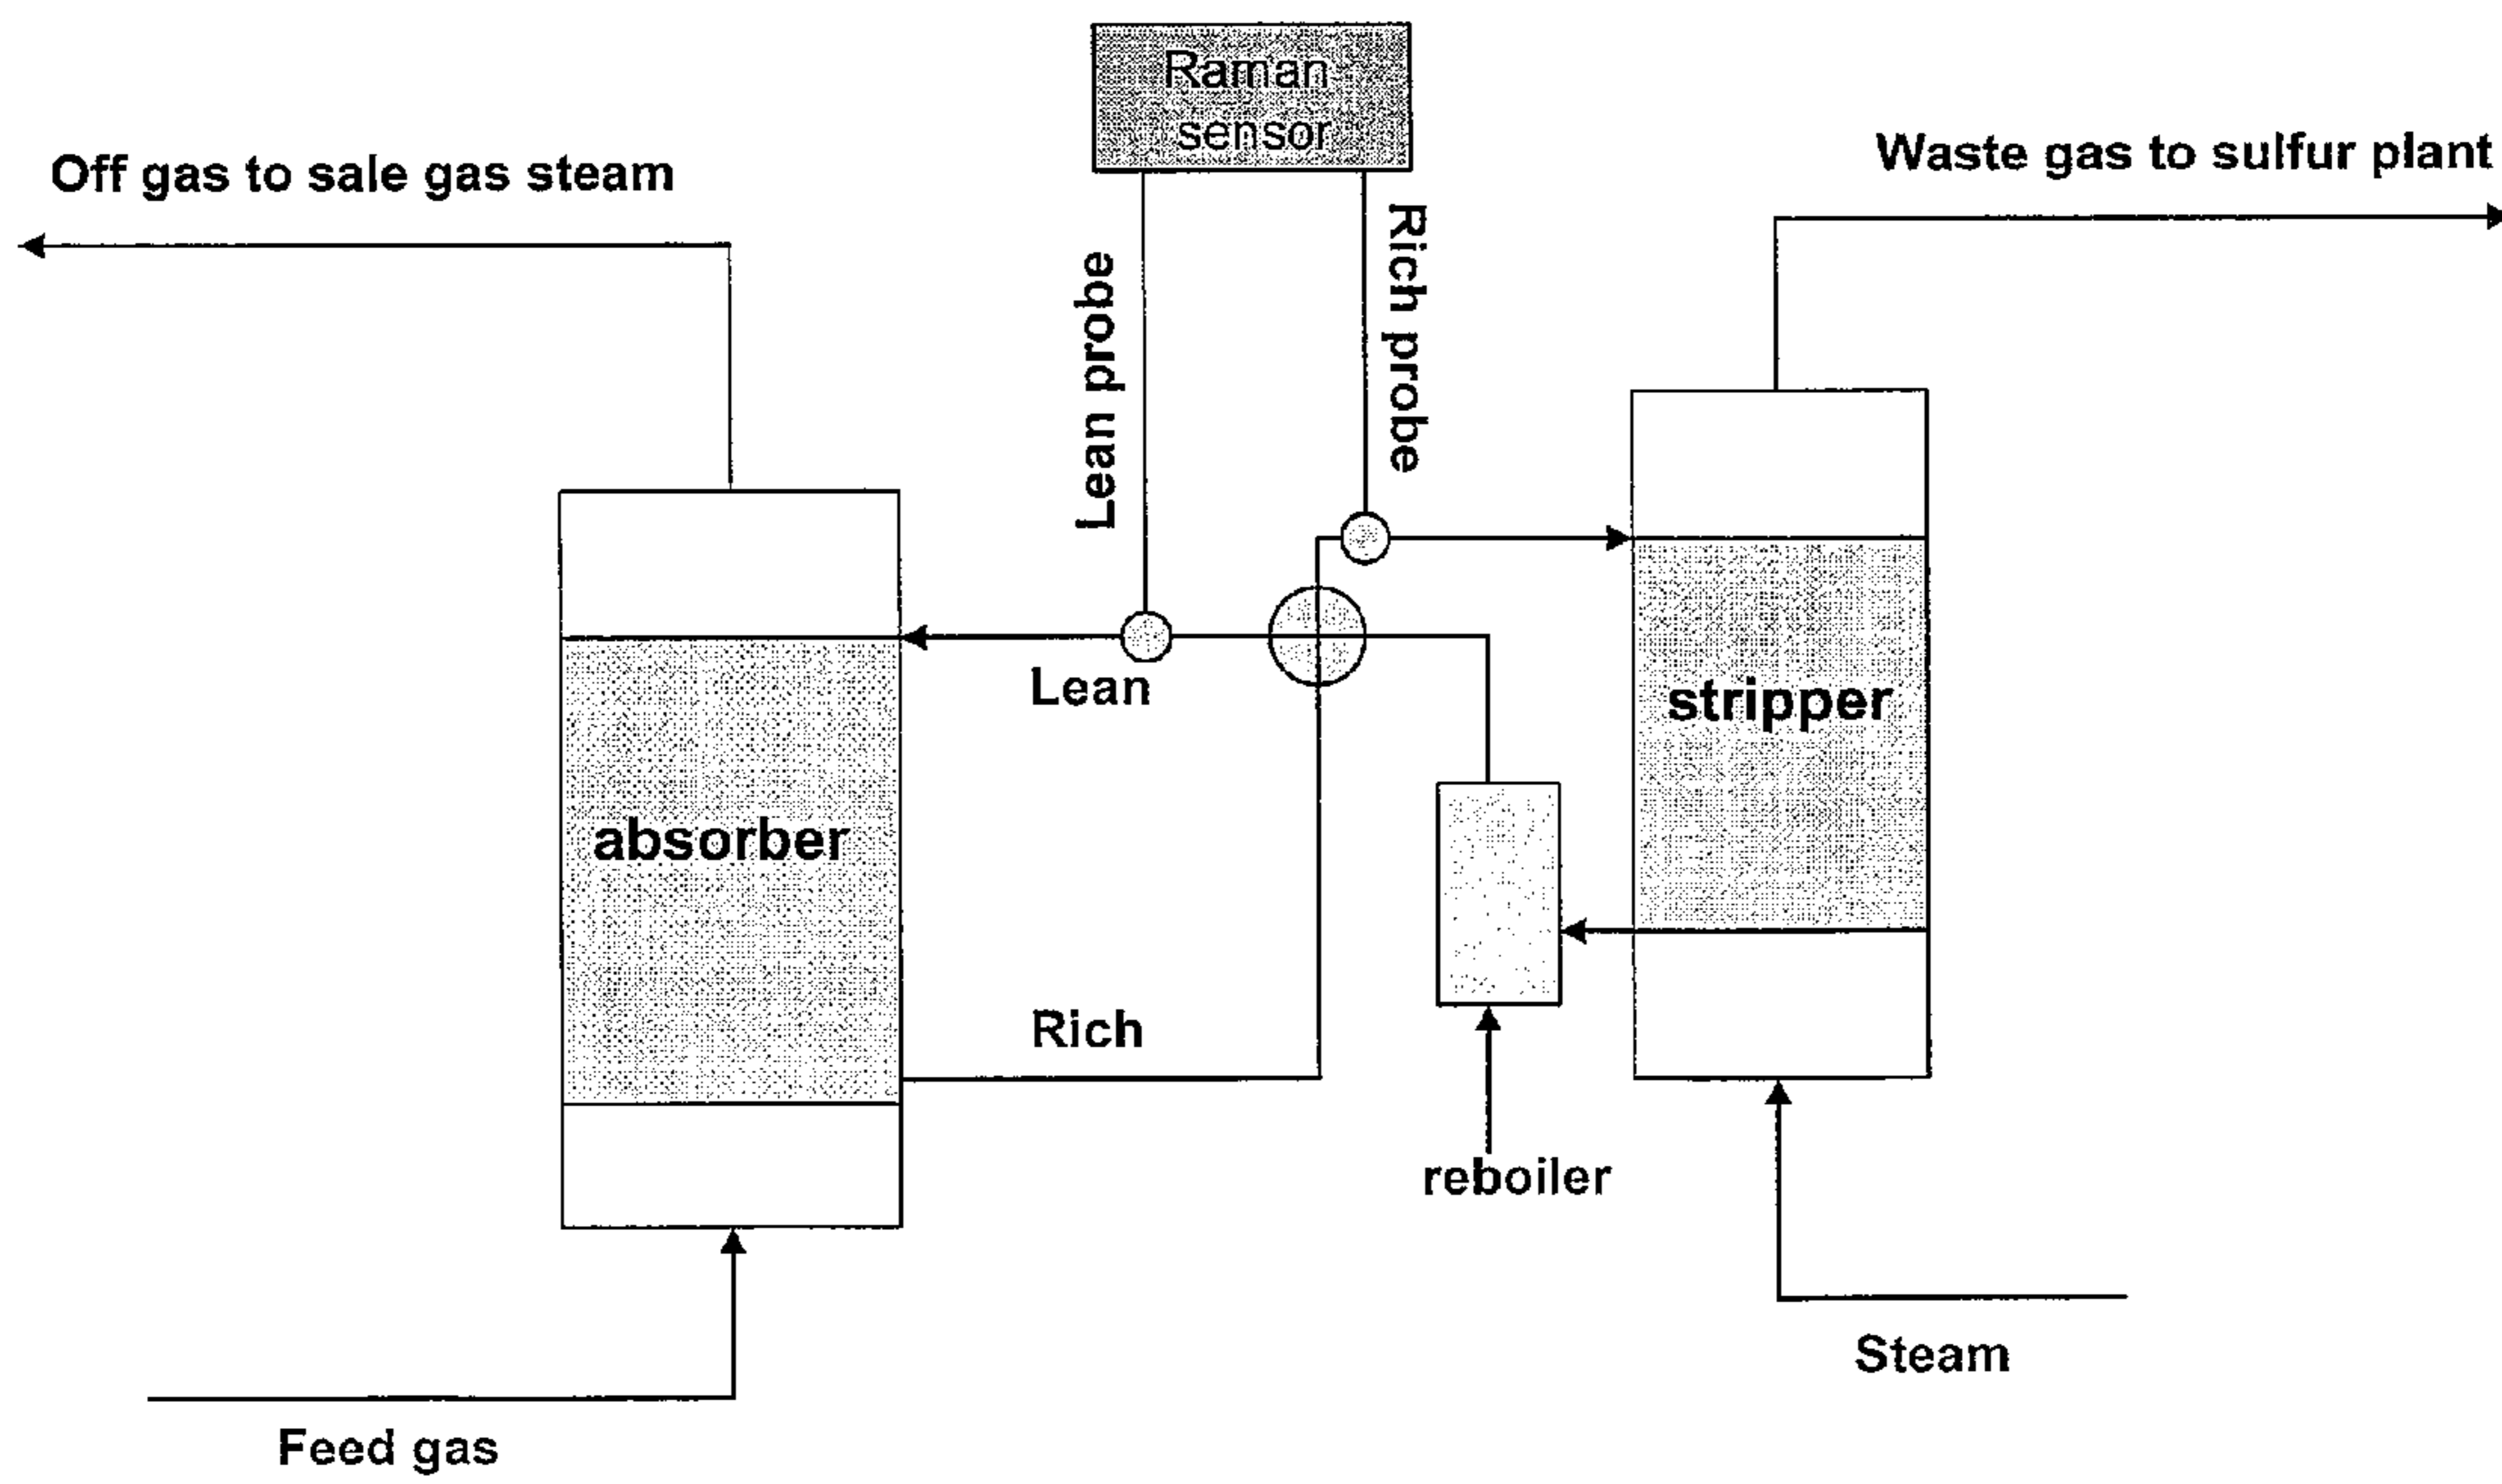 Raman
sensor
Off gas to sale gas steam
Waste gas to sulfur plant
Lean probe
Rich probe
Lean
stripper
absorber
Rich
reboiler
Steam
Feed gas